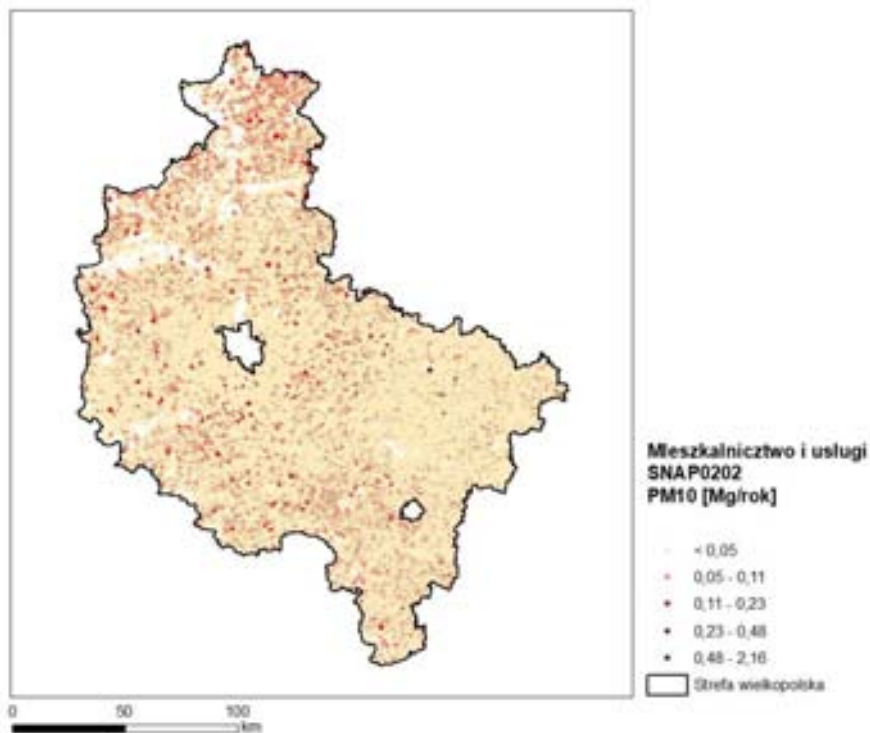 Mieszkalnictwo i usługi
SNAP0202
PM10 [Mg/rok]
< 0,05
0,05 - 0,11
0,11 - 0,23
0,23 - 0,48
0,48 - 2,16
Strefa wielkopolska
0 50 100
km